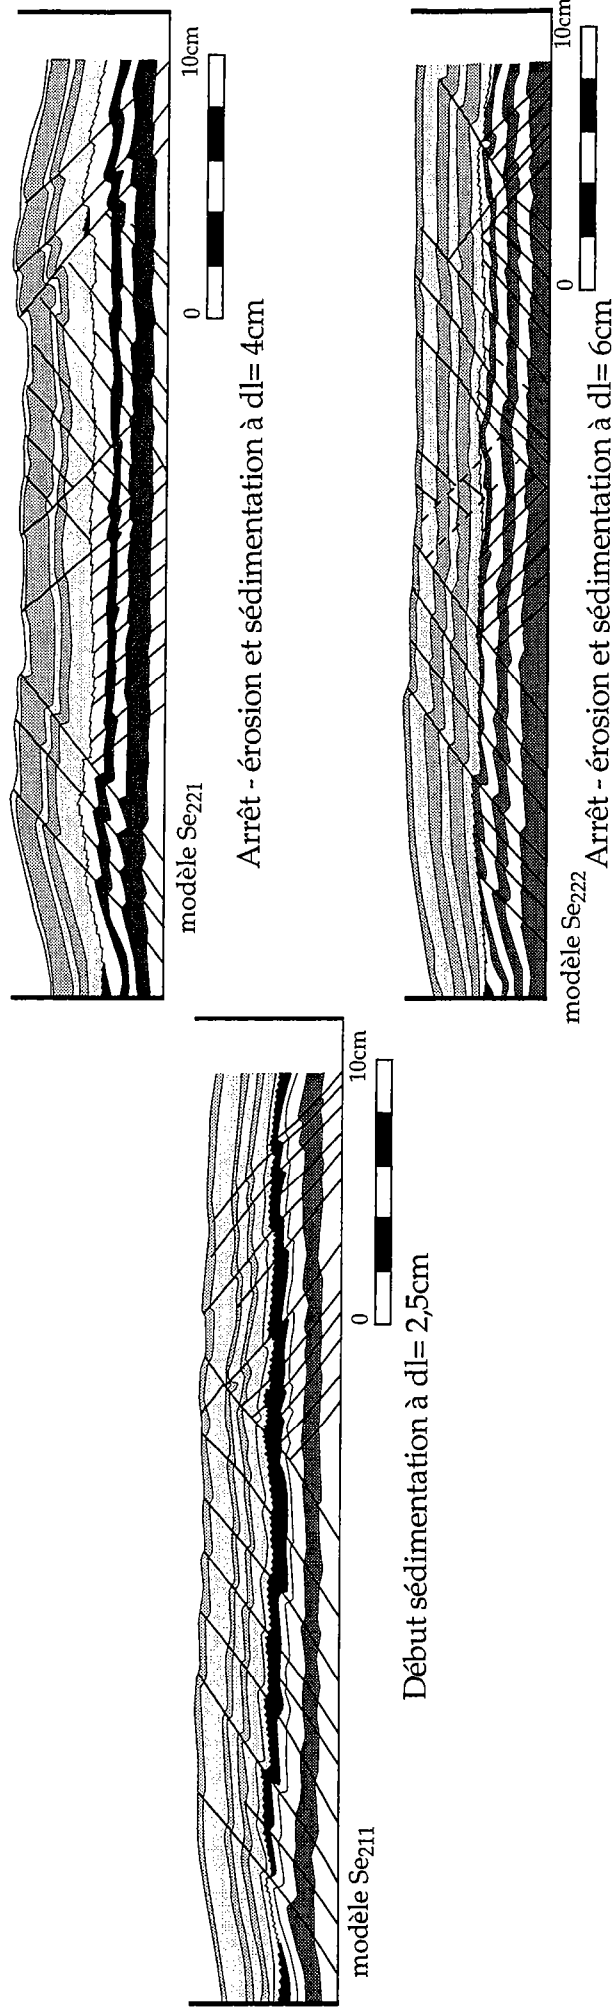 0 10cm
modèle Se221
Arrêt - érosion et sédimentation à dl= 4cm
0 10cm
modèle Se222
Arrêt - érosion et sédimentation à dl= 6cm
0 10cm
modèle Se211
Début sédimentation à dl= 2,5cm